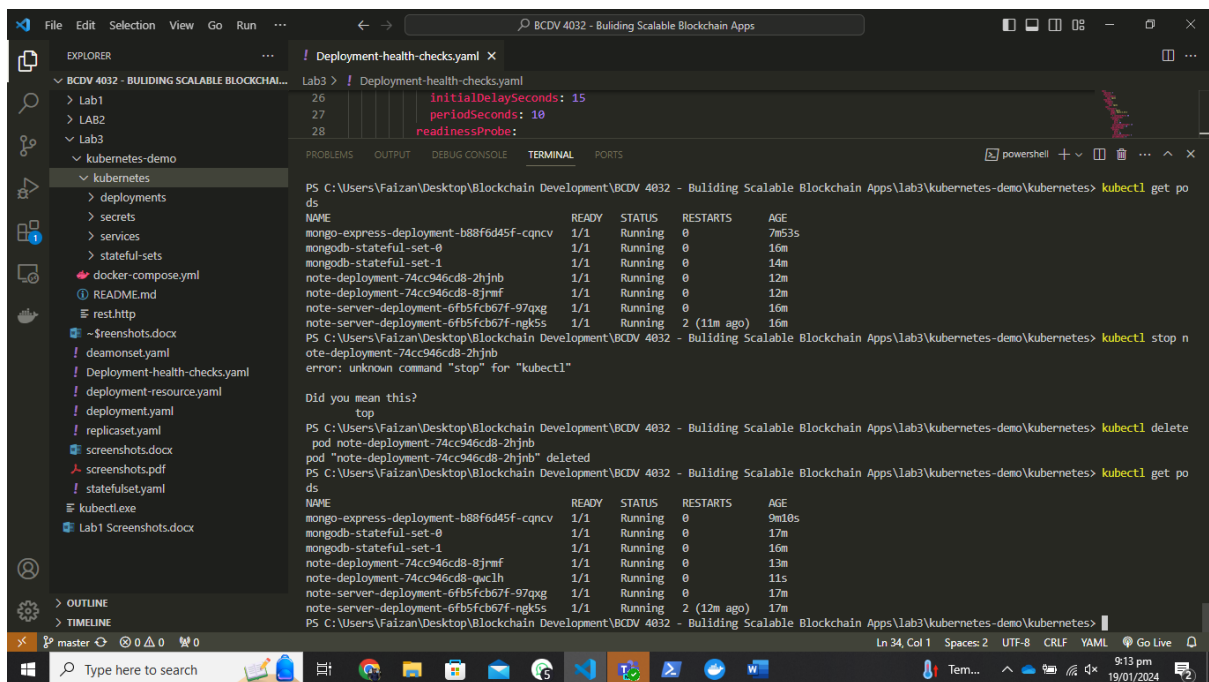 File Edit Selection View Go Run ··· ← → BCDV 4032 - Buliding Scalable Blockchain Apps
EXPLORER ···
BCDV 4032 - BULIDING SCALABLE BLOCKCHAI...
> Lab1
> LAB2
Lab3
kubernetes-demo
kubernetes
> deployments
> secrets
> services
> stateful-sets
docker-compose.yml
README.md
rest.http
~$reenshots.docx
! deamonset.yaml
! Deployment-health-checks.yaml
! deployment-resource.yaml
! deployment.yaml
! replicaset.yaml
screenshots.docx
screenshots.pdf
! statefulset.yaml
kubectl.exe
Lab1 Screenshots.docx
> OUTLINE
> TIMELINE
1
! Deployment-health-checks.yaml ×
Lab3 > ! Deployment-health-checks.yaml
26 initialDelaySeconds: 15
27 periodSeconds: 10
28 readinessProbe:
PROBLEMS OUTPUT DEBUG CONSOLE TERMINAL PORTS powershell
PS C:\Users\Faizan\Desktop\Blockchain Development\BCDV 4032 - Buliding Scalable Blockchain Apps\lab3\kubernetes-demo\kubernetes> kubectl get po
ds
NAME READY STATUS RESTARTS AGE
mongo-express-deployment-b88f6d45f-cqncv 1/1 Running 0 7m53s
mongodb-stateful-set-0 1/1 Running 0 16m
mongodb-stateful-set-1 1/1 Running 0 14m
note-deployment-74cc946cd8-2hjnb 1/1 Running 0 12m
note-deployment-74cc946cd8-8jrmf 1/1 Running 0 12m
note-server-deployment-6fb5fcb67f-97qxg 1/1 Running 0 16m
note-server-deployment-6fb5fcb67f-ngk5s 1/1 Running 2 (11m ago) 16m
PS C:\Users\Faizan\Desktop\Blockchain Development\BCDV 4032 - Buliding Scalable Blockchain Apps\lab3\kubernetes-demo\kubernetes> kubectl stop n
ote-deployment-74cc946cd8-2hjnb
error: unknown command "stop" for "kubectl"
Did you mean this?
top
PS C:\Users\Faizan\Desktop\Blockchain Development\BCDV 4032 - Buliding Scalable Blockchain Apps\lab3\kubernetes-demo\kubernetes> kubectl delete
pod note-deployment-74cc946cd8-2hjnb
pod "note-deployment-74cc946cd8-2hjnb" deleted
PS C:\Users\Faizan\Desktop\Blockchain Development\BCDV 4032 - Buliding Scalable Blockchain Apps\lab3\kubernetes-demo\kubernetes> kubectl get po
ds
NAME READY STATUS RESTARTS AGE
mongo-express-deployment-b88f6d45f-cqncv 1/1 Running 0 9m10s
mongodb-stateful-set-0 1/1 Running 0 17m
mongodb-stateful-set-1 1/1 Running 0 16m
note-deployment-74cc946cd8-8jrmf 1/1 Running 0 13m
note-deployment-74cc946cd8-qwclh 1/1 Running 0 11s
note-server-deployment-6fb5fcb67f-97qxg 1/1 Running 0 17m
note-server-deployment-6fb5fcb67f-ngk5s 1/1 Running 2 (12m ago) 17m
PS C:\Users\Faizan\Desktop\Blockchain Development\BCDV 4032 - Buliding Scalable Blockchain Apps\lab3\kubernetes-demo\kubernetes>
master 0 0 0 Ln 34, Col 1 Spaces: 2 UTF-8 CRLF YAML Go Live
Type here to search Tem... 9:13 pm
19/01/2024 2